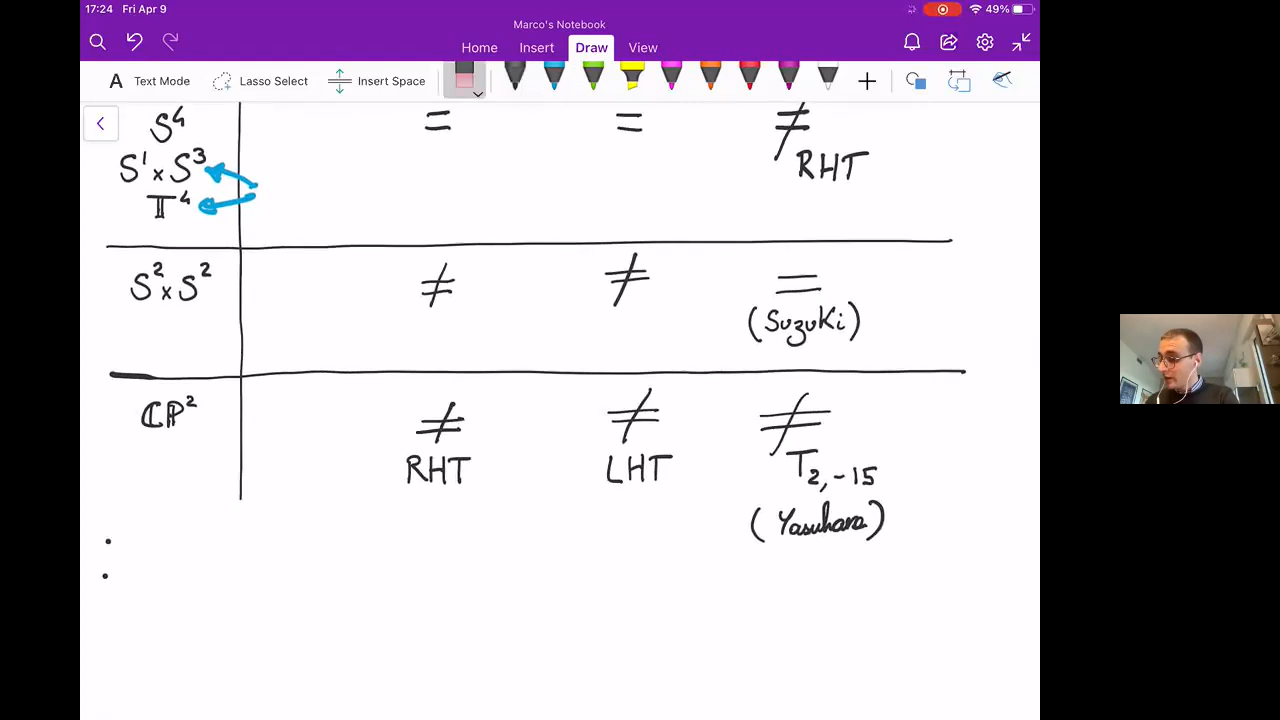 17:24 Fri Apr 9
49%
Marco's Notebook
Home Insert Draw View
A Text Mode Lasso Select Insert Space
S⁴ = = ≠
RHT
S¹ × S³
T⁴
S² × S² ≠ ≠ =
(Suzuki)
ℂℙ² ≠ ≠ ≠
RHT LHT T₂,₋₁₅
(Yasuhara)